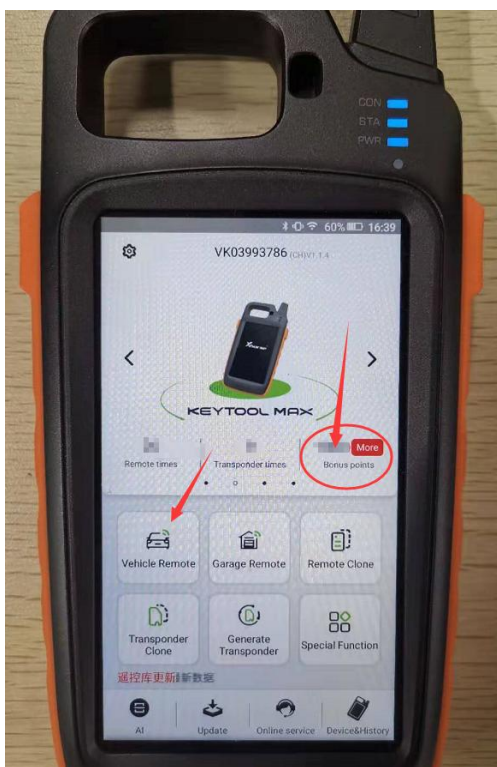 CON
STA
PWR
60% 16:39
VK03993786 (CH)V1.1.4
Xhorse
KEYTOOL MAX
More
Remote times Transponder times Bonus points
Vehicle Remote Garage Remote Remote Clone
Transponder Clone Generate Transponder Special Function
遥控库更新 新数据
AI Update Online service Device&History